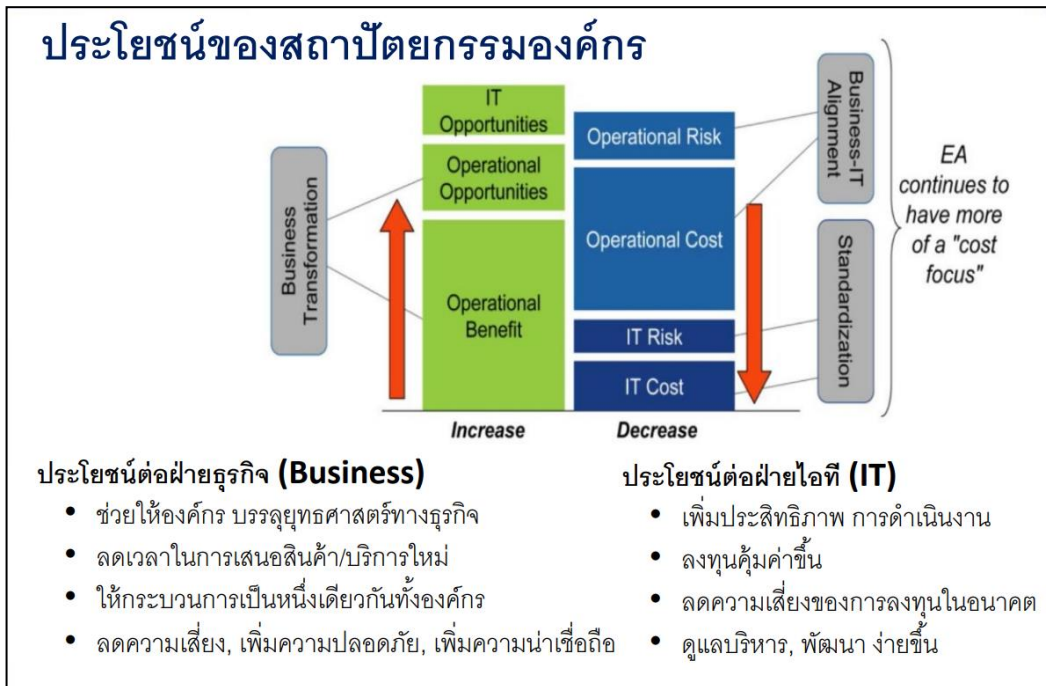 ประโยชน์ของสถาปัตยกรรมองค์กร
Business
Transformation
IT
Opportunities
Operational
Opportunities
Operational
Benefit
Increase
Operational Risk
Operational Cost
IT Risk
IT Cost
Decrease
Business-IT
Alignment
Standardization
EA
continues to
have more
of a "cost
focus"
ประโยชน์ต่อฝ่ายธุรกิจ (Business)
• ช่วยให้องค์กร บรรลุยุทธศาสตร์ทางธุรกิจ
• ลดเวลาในการเสนอสินค้า/บริการใหม่
• ให้กระบวนการเป็นหนึ่งเดียวกันทั้งองค์กร
• ลดความเสี่ยง, เพิ่มความปลอดภัย, เพิ่มความน่าเชื่อถือ
ประโยชน์ต่อฝ่ายไอที (IT)
• เพิ่มประสิทธิภาพ การดำเนินงาน
• ลงทุนคุ้มค่าขึ้น
• ลดความเสี่ยงของการลงทุนในอนาคต
• ดูแลบริหาร, พัฒนา ง่ายขึ้น